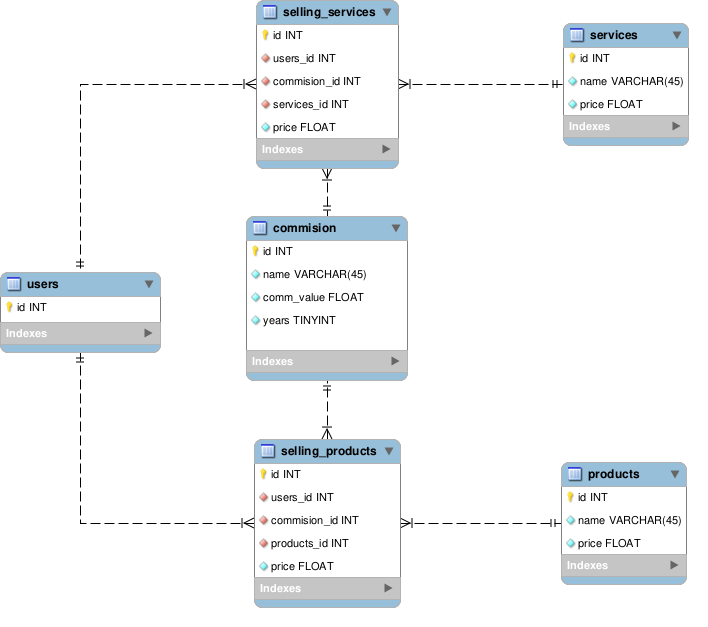 selling_services
id INT
users_id INT
commision_id INT
services_id INT
price FLOAT
Indexes
services
id INT
name VARCHAR(45)
price FLOAT
Indexes
commision
id INT
name VARCHAR(45)
comm_value FLOAT
years TINYINT
Indexes
users
id INT
Indexes
selling_products
id INT
users_id INT
commision_id INT
products_id INT
price FLOAT
Indexes
products
id INT
name VARCHAR(45)
price FLOAT
Indexes